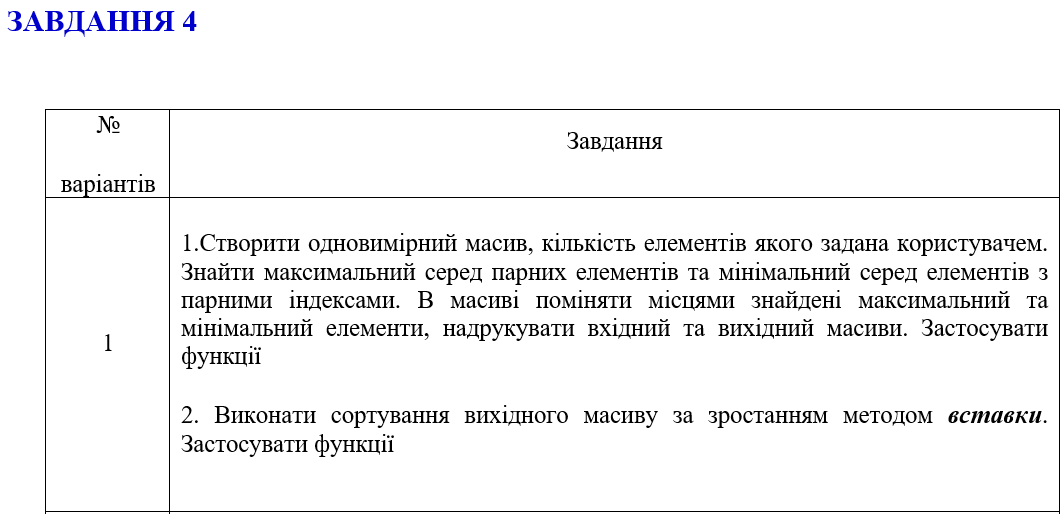 ЗАВДАННЯ 4
№
варіантів
Завдання
1
1.Створити одновимірний масив, кількість елементів якого задана користувачем.
Знайти максимальний серед парних елементів та мінімальний серед елементів з
парними індексами. В масиві поміняти місцями знайдені максимальний та
мінімальний елементи, надрукувати вхідний та вихідний масиви. Застосувати
функції
2. Виконати сортування вихідного масиву за зростанням методом вставки.
Застосувати функції